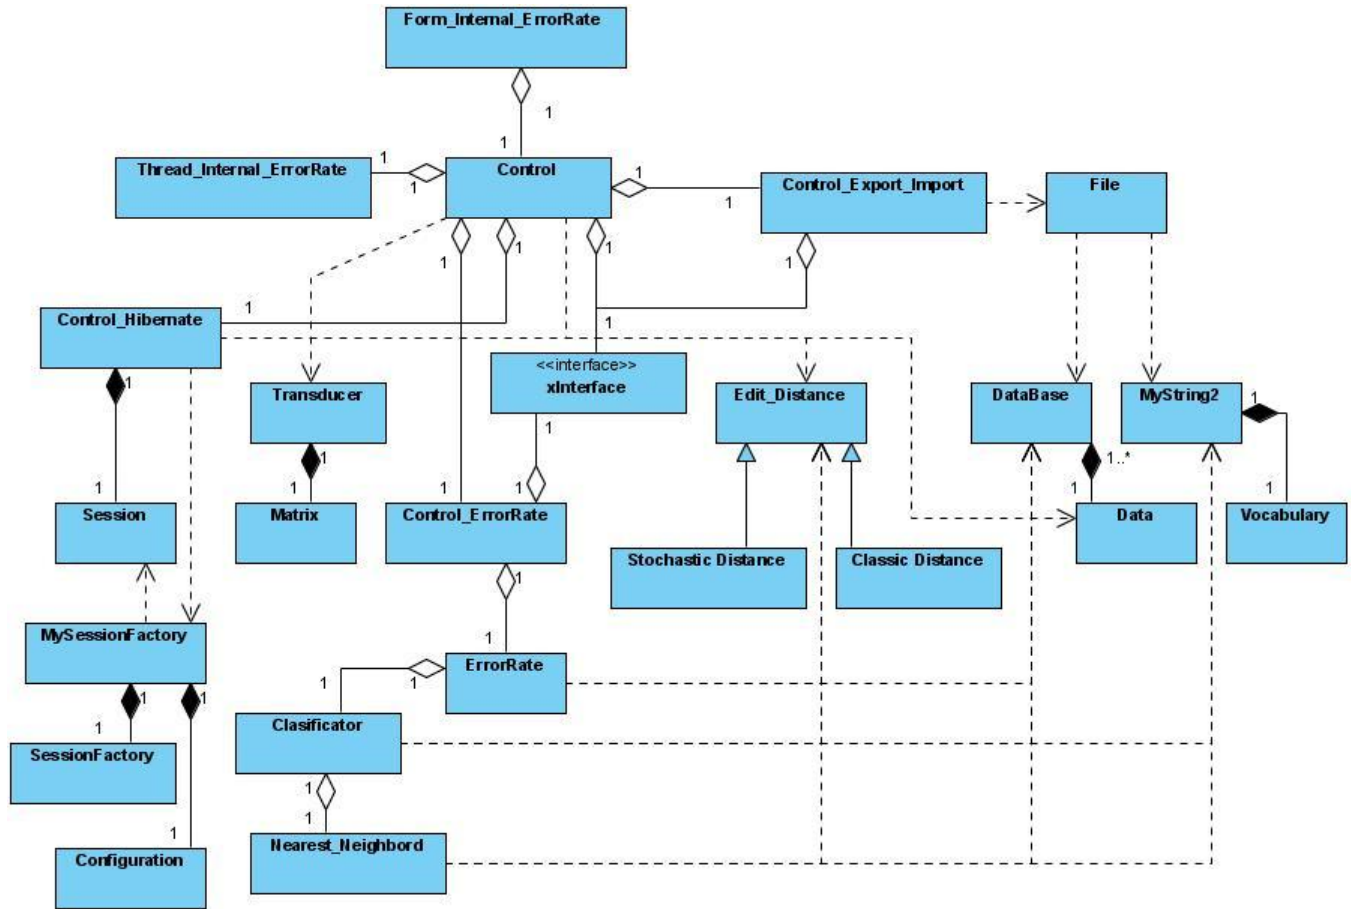 Form_Internal_ErrorRate
1
1
Thread_Internal_ErrorRate
1
1
Control
1
1
Control_Export_Import
File
1
1
1
1
1
Control_Hibernate
1
1
<<interface>>
xInterface
1
Transducer
1
Edit_Distance
DataBase
MyString2
1
1..*
1
1
1
1
1
1
1
Session
Matrix
Control_ErrorRate
Data
Vocabulary
Stochastic Distance
Classic Distance
1
MySessionFactory
1
ErrorRate
1
1
1
1
1
Clasificator
SessionFactory
1
1
1
Nearest_Neighbord
Configuration